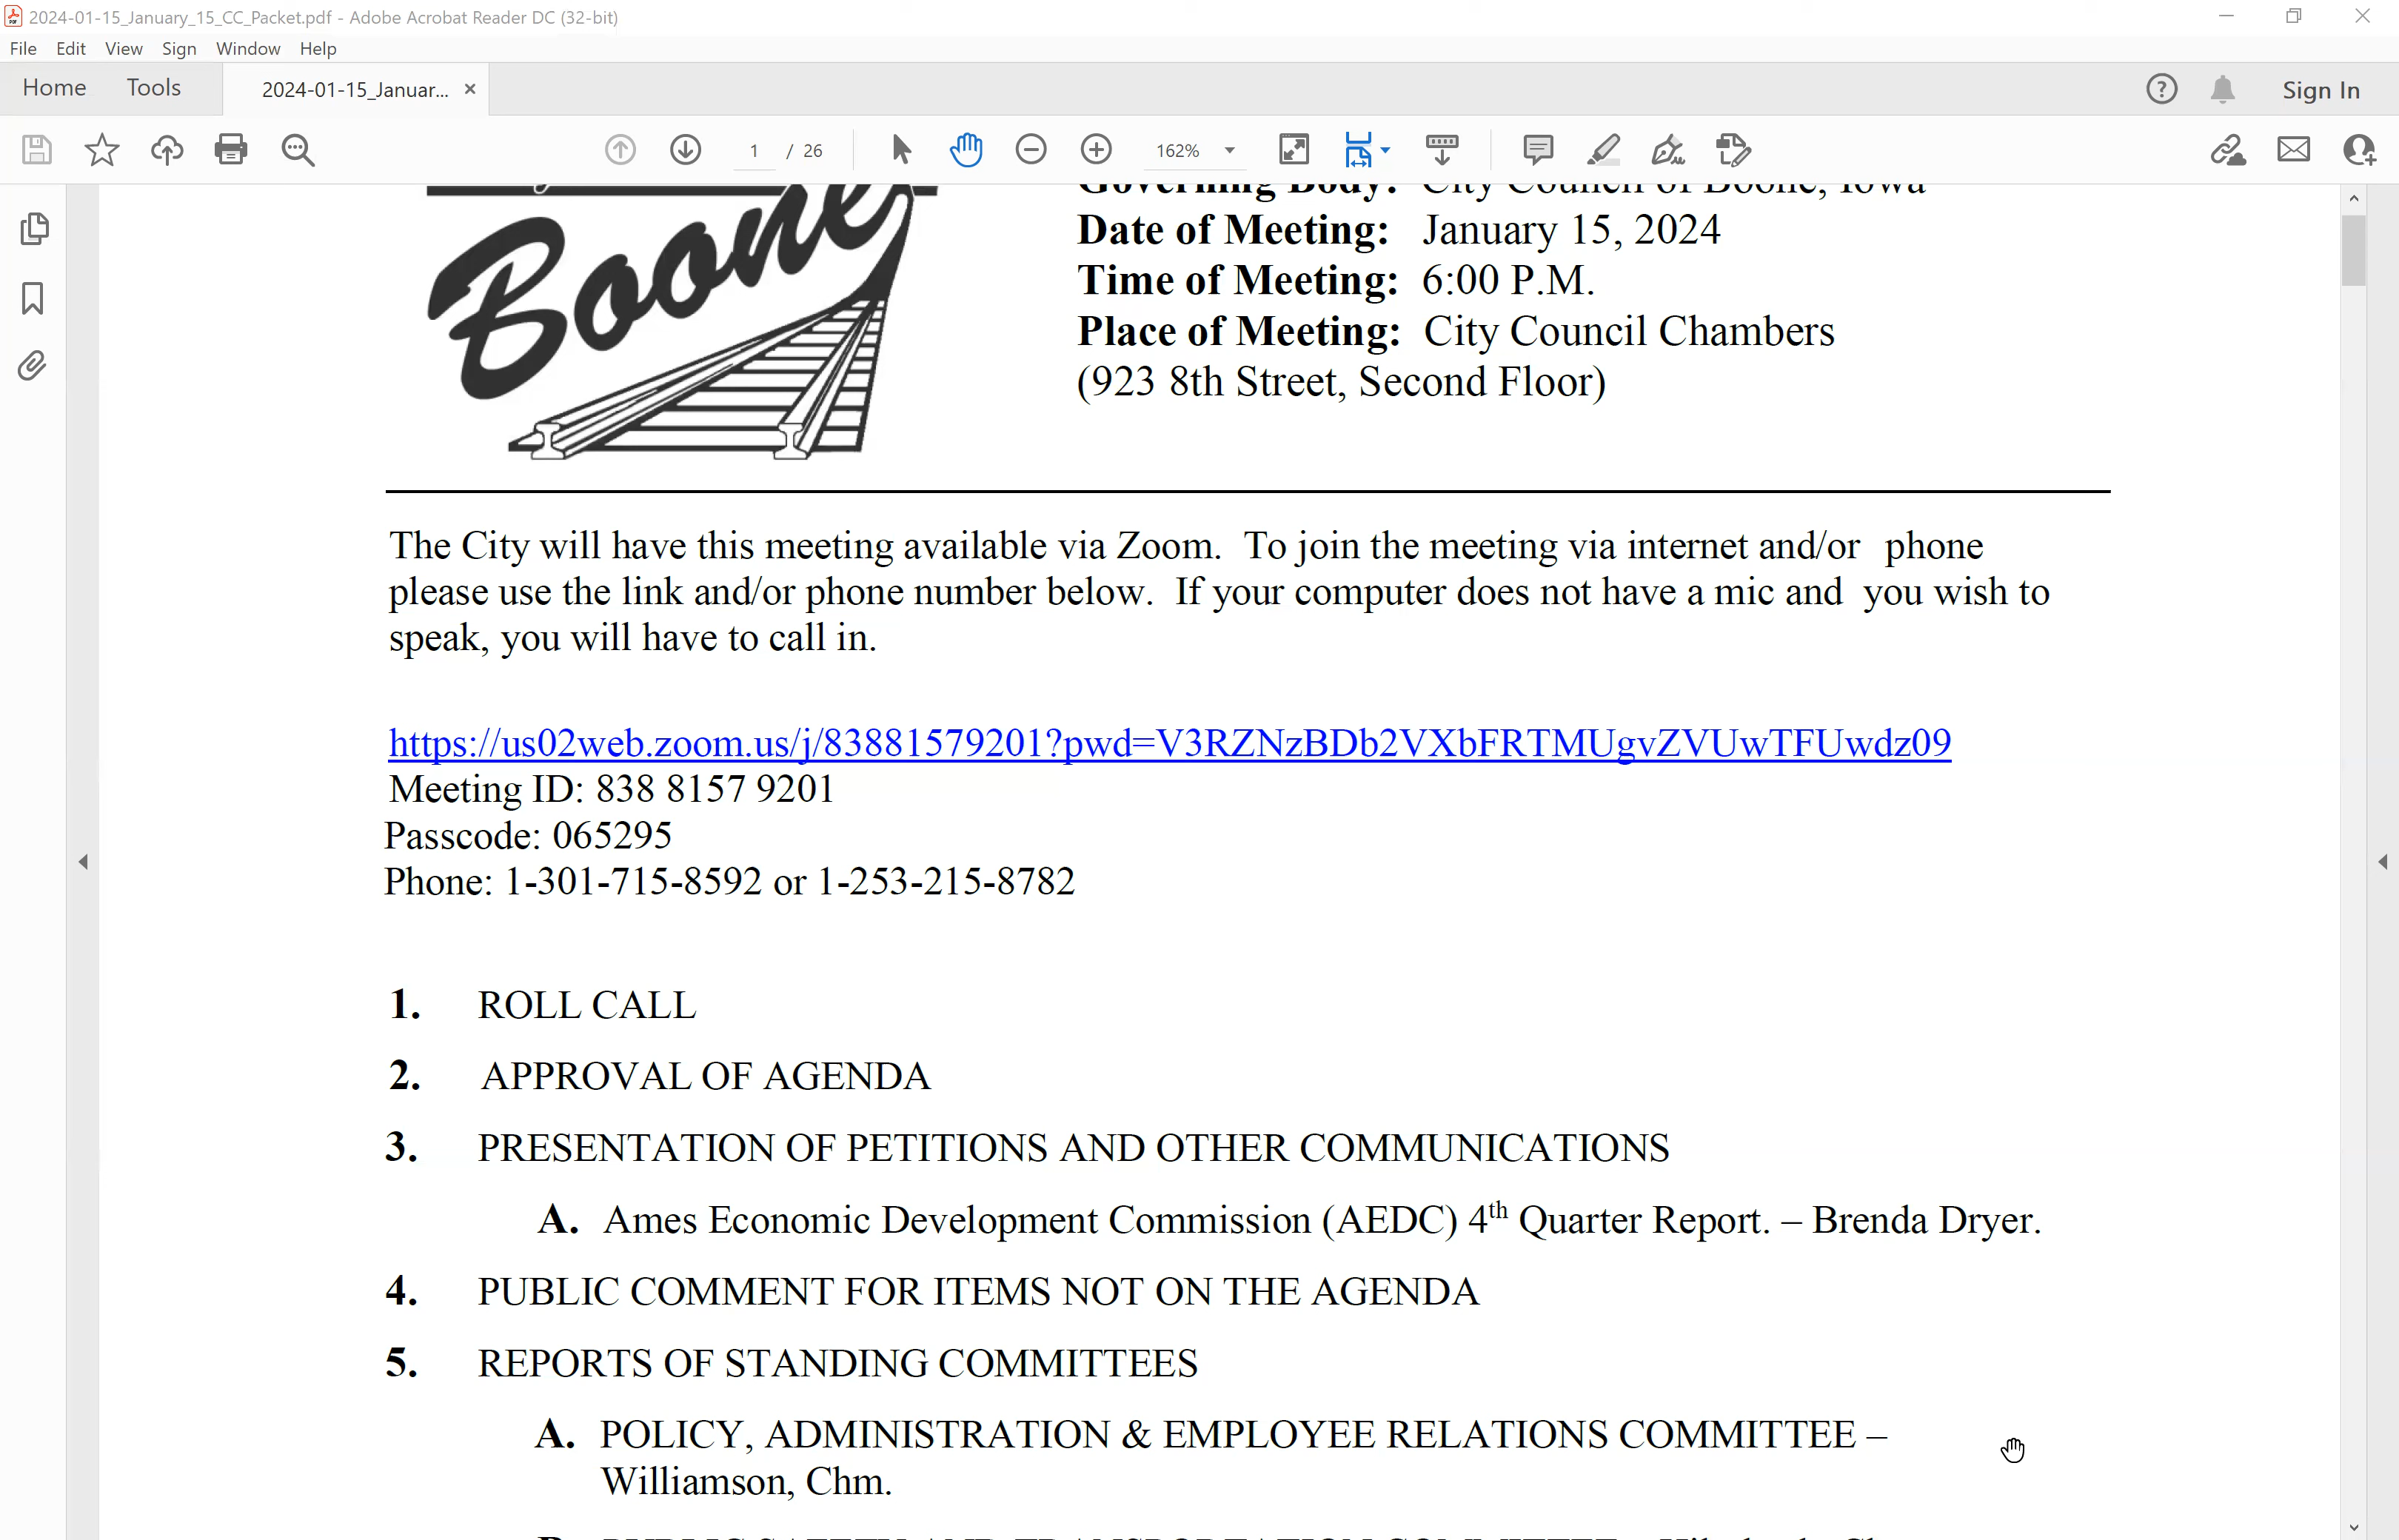 2024-01-15_January_15_CC_Packet.pdf - Adobe Acrobat Reader DC (32-bit)
File Edit View Sign Window Help
Home Tools 2024-01-15_Januar... × Sign In
1 / 26 162%
Boone
Governing Body: City Council of Boone, Iowa
Date of Meeting: January 15, 2024
Time of Meeting: 6:00 P.M.
Place of Meeting: City Council Chambers
(923 8th Street, Second Floor)
The City will have this meeting available via Zoom. To join the meeting via internet and/or phone
please use the link and/or phone number below. If your computer does not have a mic and you wish to
speak, you will have to call in.
https://us02web.zoom.us/j/83881579201?pwd=V3RZNzBDb2VXbFRTMUgvZVUwTFUwdz09
Meeting ID: 838 8157 9201
Passcode: 065295
Phone: 1-301-715-8592 or 1-253-215-8782
1. ROLL CALL
2. APPROVAL OF AGENDA
3. PRESENTATION OF PETITIONS AND OTHER COMMUNICATIONS
A. Ames Economic Development Commission (AEDC) 4th Quarter Report. – Brenda Dryer.
4. PUBLIC COMMENT FOR ITEMS NOT ON THE AGENDA
5. REPORTS OF STANDING COMMITTEES
A. POLICY, ADMINISTRATION & EMPLOYEE RELATIONS COMMITTEE –
Williamson, Chm.